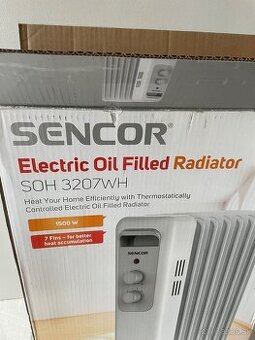 SENCOR®
Electric Oil Filled Radiator
SOH 3207WH
Heat Your Home Efficiently with Thermostatically
Controlled Electric Oil Filled Radiator
1500 W
7 Fins – for better
heat accumulation
SENCOR